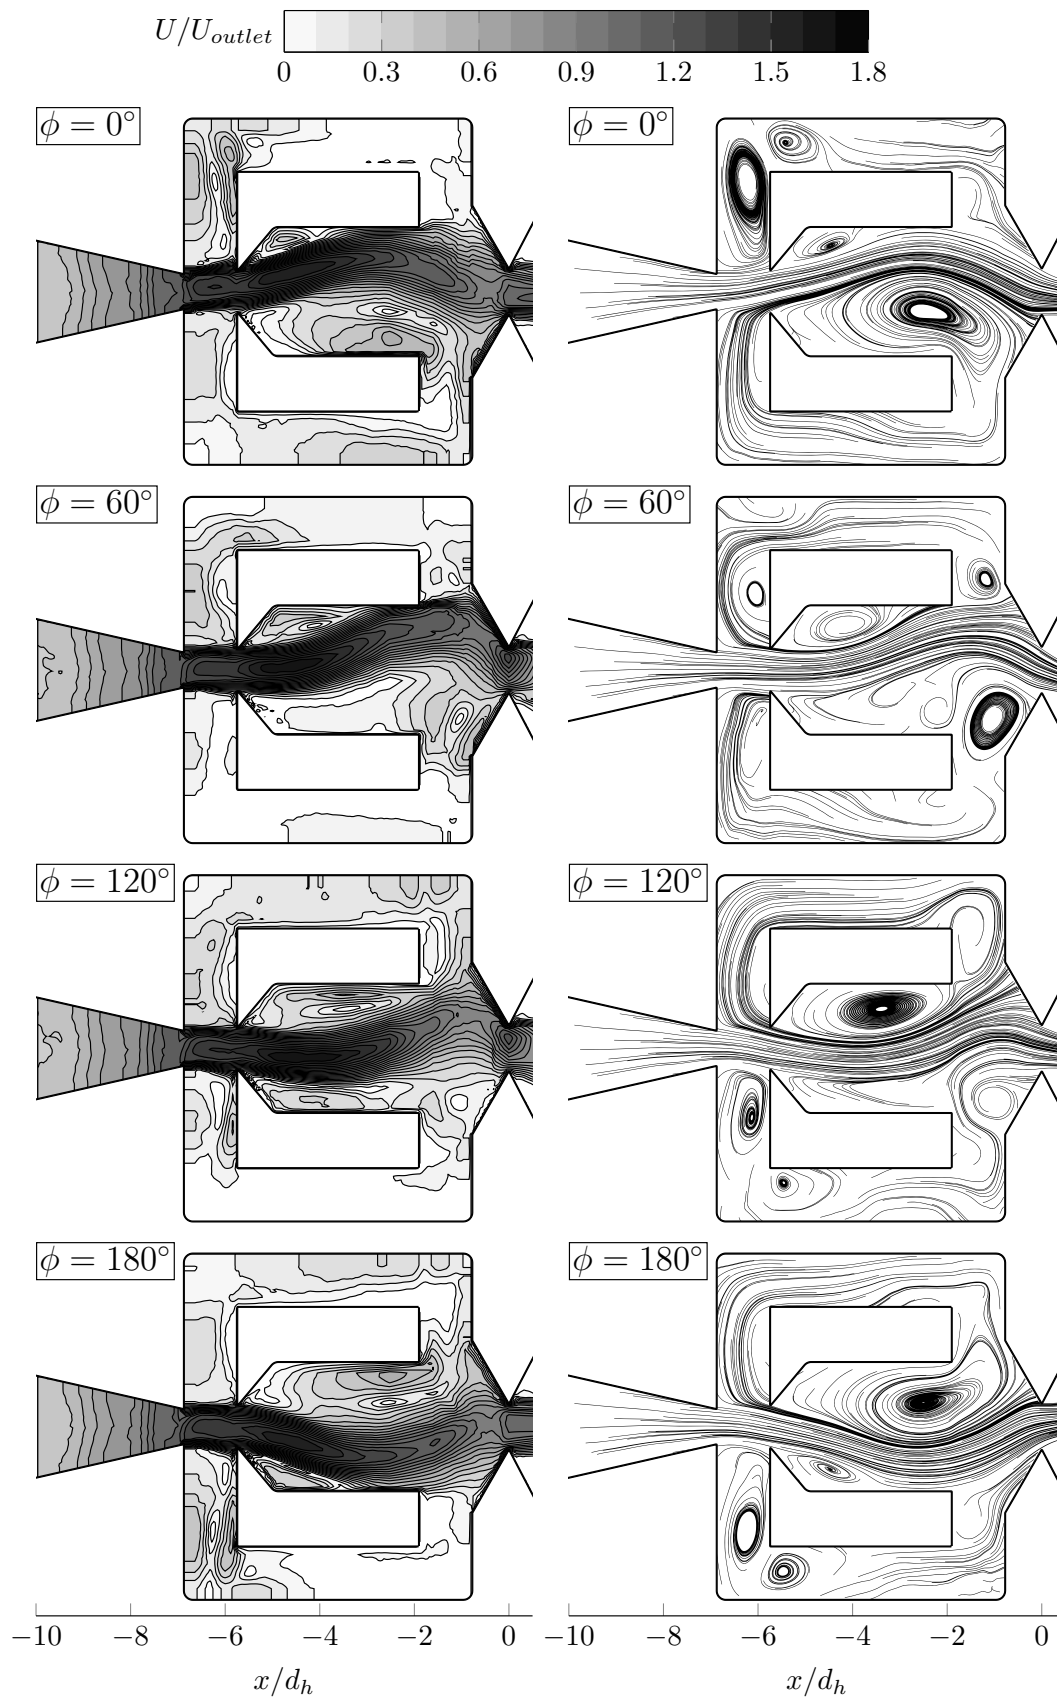 U/U_outlet
0 0.3 0.6 0.9 1.2 1.5 1.8
ϕ = 0° ϕ = 0°
ϕ = 60° ϕ = 60°
ϕ = 120° ϕ = 120°
ϕ = 180° ϕ = 180°
−10 −8 −6 −4 −2 0 −10 −8 −6 −4 −2 0
x/d_h x/d_h